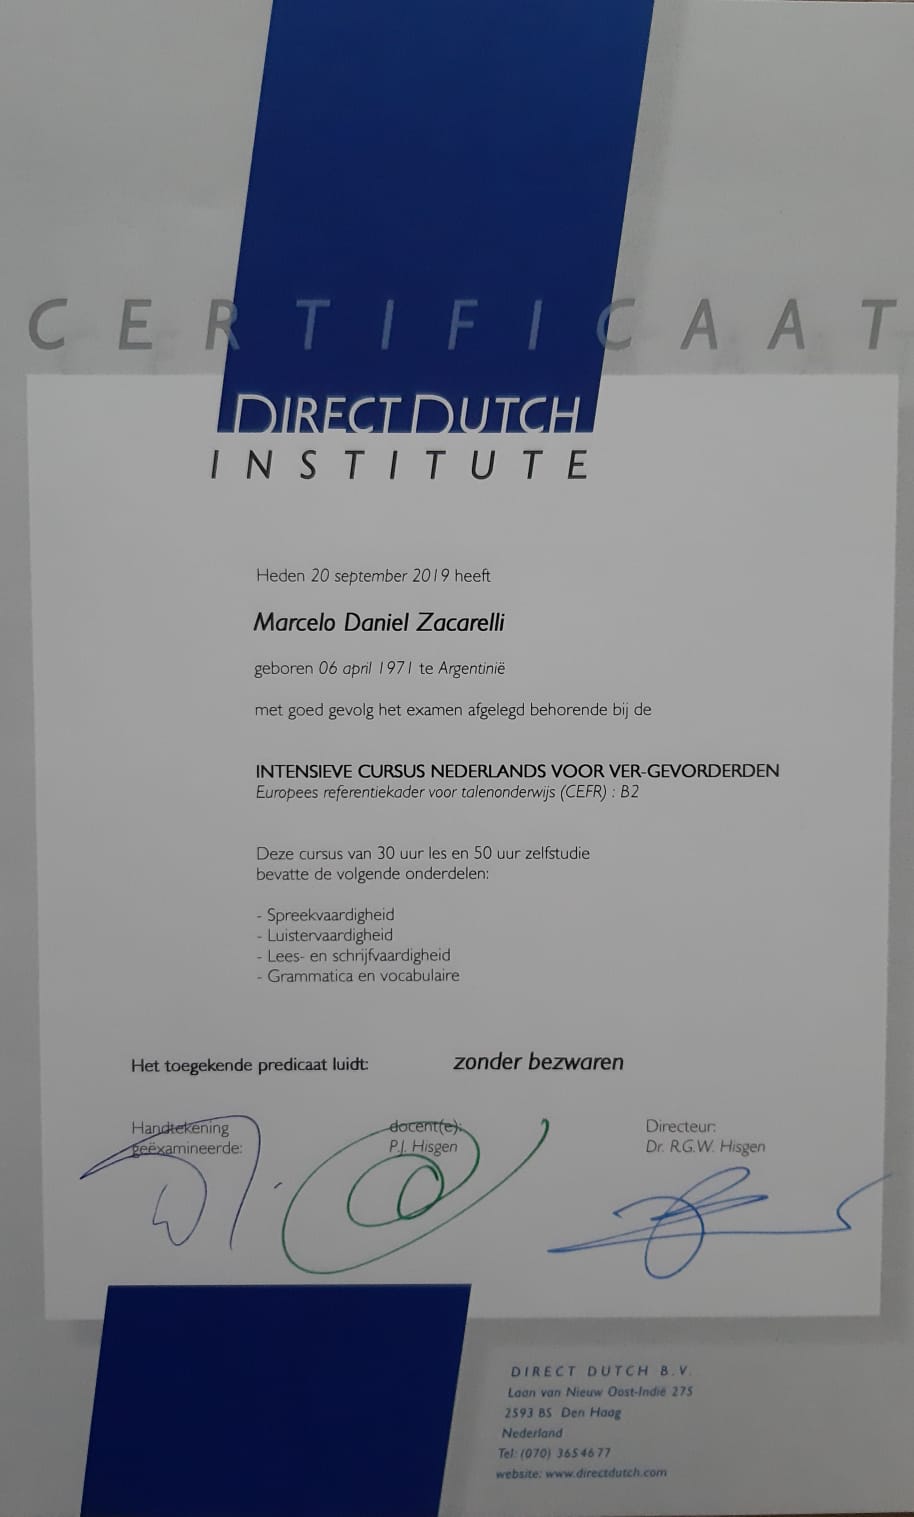 CERTIFICAAT
DIRECT DUTCH
INSTITUTE
Heden 20 september 2019 heeft
Marcelo Daniel Zacarelli
geboren 06 april 1971 te Argentinië
met goed gevolg het examen afgelegd behorende bij de
INTENSIEVE CURSUS NEDERLANDS VOOR VER-GEVORDERDEN
Europees referentiekader voor talenonderwijs (CEFR) : B2
Deze cursus van 30 uur les en 50 uur zelfstudie
bevatte de volgende onderdelen:
- Spreekvaardigheid
- Luistervaardigheid
- Lees- en schrijfvaardigheid
- Grammatica en vocabulaire
Het toegekende predicaat luidt: zonder bezwaren
Handtekening
geëxamineerde:
docent(e):
P.J. Hisgen
Directeur:
Dr. R.G.W. Hisgen
DIRECT DUTCH B.V.
Laan van Nieuw Oost-Indië 275
2593 BS Den Haag
Nederland
Tel: (070) 365 46 77
website: www.directdutch.com